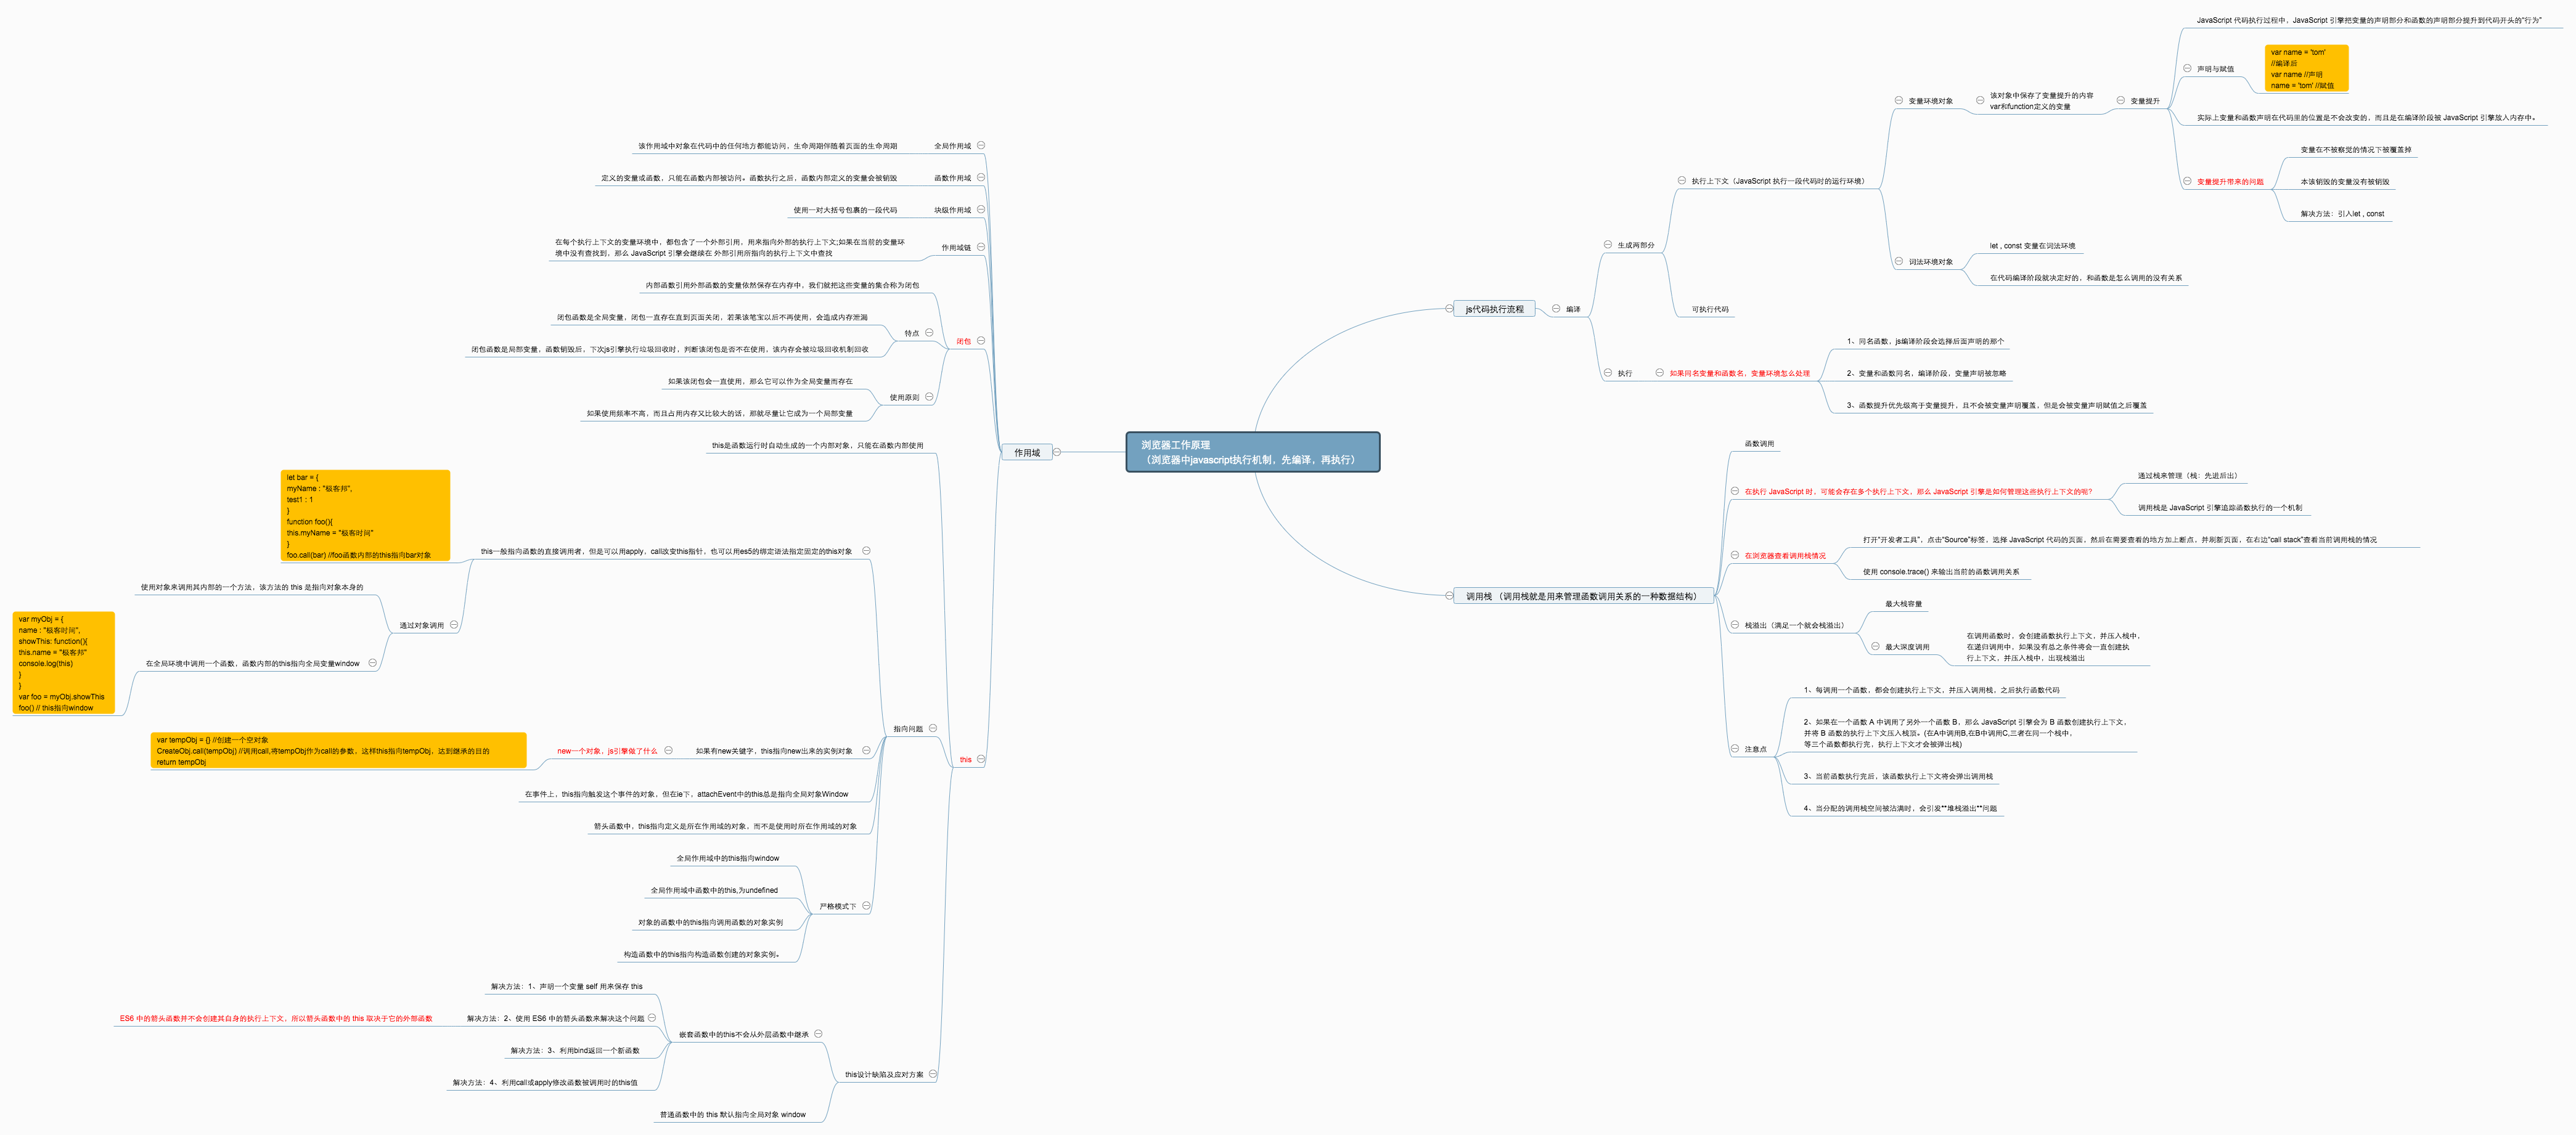 浏览器工作原理
（浏览器中javascript执行机制，先编译，再执行）
js代码执行流程
编译
生成两部分
执行上下文（JavaScript 执行一段代码时的运行环境）
变量环境对象
该对象中保存了变量提升的内容
var和function定义的变量
变量提升
JavaScript 代码执行过程中，JavaScript 引擎把变量的声明部分和函数的声明部分提升到代码开头的“行为”
声明与赋值
var name = 'tom'
//编译后
var name //声明
name = 'tom' //赋值
实际上变量和函数声明在代码里的位置是不会改变的，而且是在编译阶段被 JavaScript 引擎放入内存中。
变量提升带来的问题
变量在不被察觉的情况下被覆盖掉
本该销毁的变量没有被销毁
解决方法：引入let , const
词法环境对象
let , const 变量在词法环境
在代码编译阶段就决定好的，和函数是怎么调用的没有关系
可执行代码
执行
如果同名变量和函数名，变量环境怎么处理
1、同名函数，js编译阶段会选择后面声明的那个
2、变量和函数同名，编译阶段，变量声明被忽略
3、函数提升优先级高于变量提升，且不会被变量声明覆盖，但是会被变量声明赋值之后覆盖
调用栈 （调用栈就是用来管理函数调用关系的一种数据结构）
函数调用
在执行 JavaScript 时，可能会存在多个执行上下文，那么 JavaScript 引擎是如何管理这些执行上下文的呢?
通过栈来管理（栈：先进后出）
调用栈是 JavaScript 引擎追踪函数执行的一个机制
在浏览器查看调用栈情况
打开“开发者工具”，点击“Source”标签，选择 JavaScript 代码的页面，然后在需要查看的地方加上断点，并刷新页面，在右边“call stack”查看当前调用栈的情况
使用 console.trace() 来输出当前的函数调用关系
栈溢出（满足一个就会栈溢出）
最大栈容量
最大深度调用
在调用函数时，会创建函数执行上下文，并压入栈中，
在递归调用中，如果没有总之条件将会一直创建执
行上下文，并压入栈中，出现栈溢出
注意点
1、每调用一个函数，都会创建执行上下文，并压入调用栈，之后执行函数代码
2、如果在一个函数 A 中调用了另外一个函数 B，那么 JavaScript 引擎会为 B 函数创建执行上下文，
并将 B 函数的执行上下文压入栈顶。(在A中调用B,在B中调用C,三者在同一个栈中，
等三个函数都行完，执行上下文才会被弹出栈)
3、当前函数执行完后，该函数执行上下文将会弹出调用栈
4、当分配的调用栈空间被沾满时，会引发**堆栈溢出**问题
作用域
全局作用域
该作用域中对象在代码中的任何地方都能访问，生命周期伴随着页面的生命周期
函数作用域
定义的变量或函数，只能在函数内部被访问。函数执行之后，函数内部定义的变量会被销毁
块级作用域
使用一对大括号包裹的一段代码
作用域链
在每个执行上下文的变量环境中，都包含了一个外部引用，用来指向外部的执行上下文;如果在当前的变量环
境中没有查找到，那么 JavaScript 引擎会继续在 外部引用所指向的执行上下文中查找
闭包
内部函数引用外部函数的变量依然保存在内存中，我们就把这些变量的集合称为闭包
特点
闭包函数是全局变量，闭包一直存在直到页面关闭，若果该笔宝以后不再使用，会造成内存泄漏
闭包函数是局部变量，函数销毁后，下次js引擎执行垃圾回收时，判断该闭包是否不在使用，该内存会被垃圾回收机制回收
使用原则
如果该闭包会一直使用，那么它可以作为全局变量而存在
如果使用频率不高，而且占用内存又比较大的话，那就尽量让它成为一个局部变量
this
this是函数运行时自动生成的一个内部对象，只能在函数内部使用
指向问题
this一般指向函数的直接调用者，但是可以用apply，call改变this指针，也可以用es5的绑定语法指定固定的this对象
let bar = {
myName : "极客邦",
test1 : 1
}
function foo(){
this.myName = "极客时间"
}
foo.call(bar) //foo函数内部的this指向bar对象
通过对象调用
使用对象来调用其内部的一个方法，该方法的 this 是指向对象本身的
在全局环境中调用一个函数，函数内部的this指向全局变量window
var myObj = {
name : "极客时间",
showThis: function(){
this.name = "极客邦"
console.log(this)
}
}
var foo = myObj.showThis
foo() // this指向window
如果有new关键字，this指向new出来的实例对象
new一个对象，js引擎做了什么
var tempObj = {} //创建一个空对象
CreateObj.call(tempObj) //调用call,将tempObj作为call的参数，这样this指向tempObj，达到继承的目的
return tempObj
在事件上，this指向触发这个事件的对象，但在ie下，attachEvent中的this总是指向全局对象Window
箭头函数中，this指向定义是所在作用域的对象，而不是使用时所在作用域的对象
严格模式下
全局作用域中的this指向window
全局作用域中函数中的this,为undefined
对象的函数中的this指向调用函数的对象实例
构造函数中的this指向构造函数创建的对象实例。
this设计缺陷及应对方案
嵌套函数中的this不会从外层函数中继承
解决方法：1、声明一个变量 self 用来保存 this
解决方法：2、使用 ES6 中的箭头函数来解决这个问题
ES6 中的箭头函数并不会创建其自身的执行上下文，所以箭头函数中的 this 取决于它的外部函数
解决方法：3、利用bind返回一个新函数
解决方法：4、利用call或apply修改函数被调用时的this值
普通函数中的 this 默认指向全局对象 window